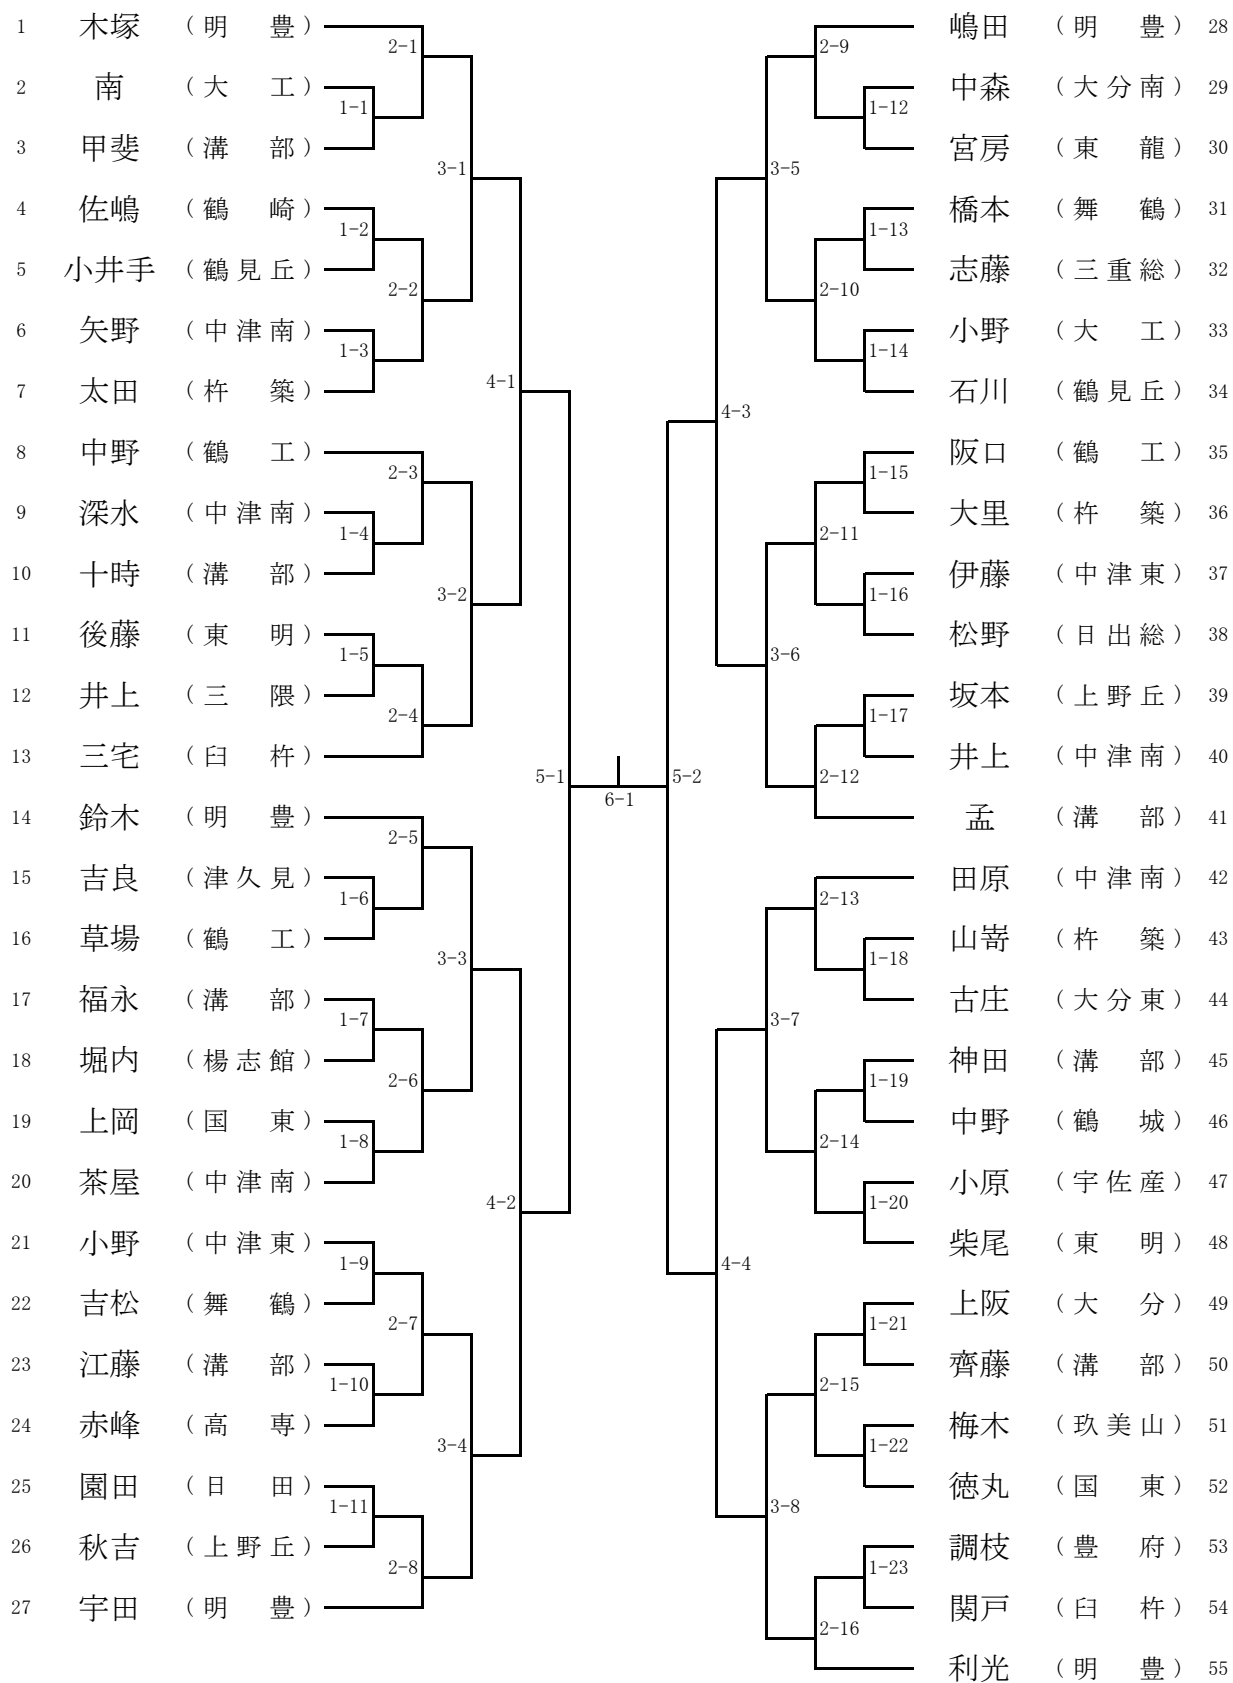 1 木塚 （明 豊）
2 南 （大 工）
3 甲斐 （溝 部）
4 佐嶋 （鶴 崎）
5 小井手 （鶴見丘）
6 矢野 （中津南）
7 太田 （杵 築）
8 中野 （鶴 工）
9 深水 （中津南）
10 十時 （溝 部）
11 後藤 （東 明）
12 井上 （三 隈）
13 三宅 （臼 杵）
14 鈴木 （明 豊）
15 吉良 （津久見）
16 草場 （鶴 工）
17 福永 （溝 部）
18 堀内 （楊志館）
19 上岡 （国 東）
20 茶屋 （中津南）
21 小野 （中津東）
22 吉松 （舞 鶴）
23 江藤 （溝 部）
24 赤峰 （高 専）
25 園田 （日 田）
26 秋吉 （上野丘）
27 宇田 （明 豊）
1-1
1-2
1-3
1-4
1-5
1-6
1-7
1-8
1-9
1-10
1-11
2-1
2-2
2-3
2-4
2-5
2-6
2-7
2-8
3-1
3-2
3-3
3-4
4-1
4-2
5-1
6-1
5-2
4-3
4-4
3-5
3-6
3-7
3-8
2-9
2-10
2-11
2-12
2-13
2-14
2-15
2-16
1-12
1-13
1-14
1-15
1-16
1-17
1-18
1-19
1-20
1-21
1-22
1-23
嶋田 （明 豊） 28
中森 （大分南） 29
宮房 （東 龍） 30
橋本 （舞 鶴） 31
志藤 （三重総） 32
小野 （大 工） 33
石川 （鶴見丘） 34
阪口 （鶴 工） 35
大里 （杵 築） 36
伊藤 （中津東） 37
松野 （日出総） 38
坂本 （上野丘） 39
井上 （中津南） 40
孟 （溝 部） 41
田原 （中津南） 42
山嵜 （杵 築） 43
古庄 （大分東） 44
神田 （溝 部） 45
中野 （鶴 城） 46
小原 （宇佐産） 47
柴尾 （東 明） 48
上阪 （大 分） 49
齊藤 （溝 部） 50
梅木 （玖美山） 51
徳丸 （国 東） 52
調枝 （豊 府） 53
関戸 （臼 杵） 54
利光 （明 豊） 55